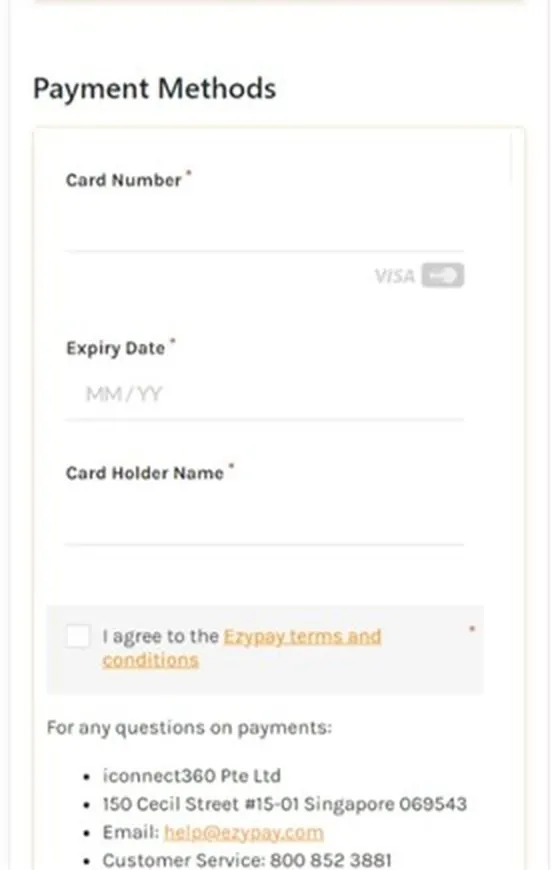 Payment Methods
Card Number *
VISA
Expiry Date *
MM / YY
Card Holder Name *
I agree to the Ezypay terms and *
conditions
For any questions on payments:
• iconnect360 Pte Ltd
• 150 Cecil Street #15-01 Singapore 069543
• Email: help@ezypay.com
• Customer Service: 800 852 3881